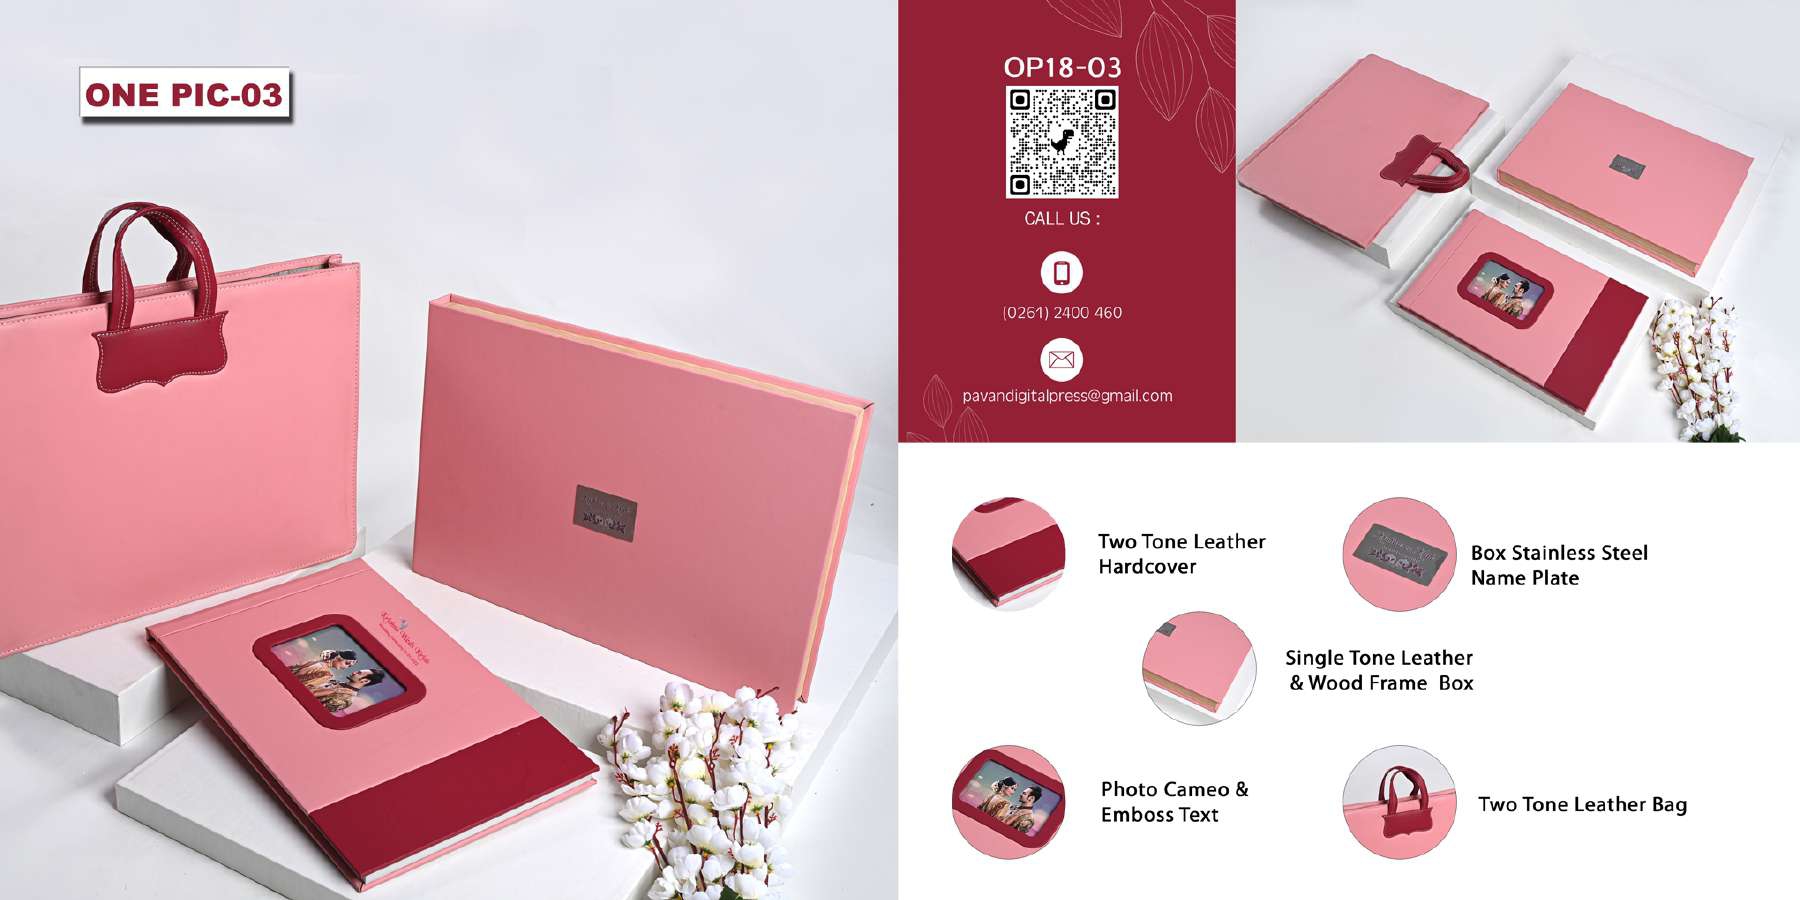 ONE PIC-03
OP18-03
CALL US :
(0261) 2400 460
pavandigitalpress@gmail.com
Two Tone Leather
Hardcover
Box Stainless Steel
Name Plate
Single Tone Leather
& Wood Frame Box
Photo Cameo &
Emboss Text
Two Tone Leather Bag